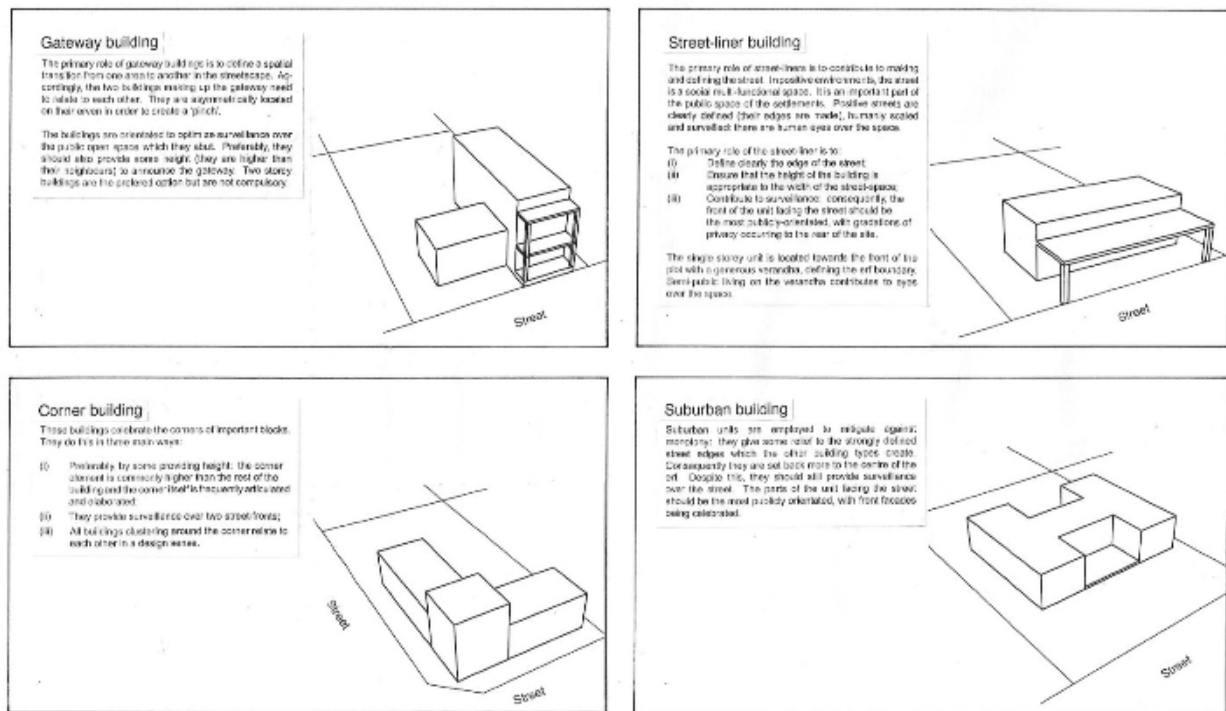 Gateway building
The primary role of gateway buildings is to define a spatial
transition from one area to another in the streetscape. Ac-
cordingly, the two buildings making up the gateway need
to relate to each other. They are asymmetrically located
on their erven in order to create a 'pinch'.
The buildings are orientated to optimize surveillance over
the public open space which they abut. Preferably, they
should also provide some height (they are higher than
their neighbours) to announce the gateway. Two storey
buildings are the prefered option but are not compulsory.
Street
Street-liner building
The primary role of street-liners is to contribute to making
and defining the street. In positive environments, the street
is a social multi-functional space. It is an important part of
the public space of the settlements. Positive streets are
clearly defined (their edges are made), humanly scaled
and surveilled: there are human eyes over the space.
The primary role of the street-liner is to:
(i) Define clearly the edge of the street;
(ii) Ensure that the height of the building is
appropriate to the width of the street-space;
(iii) Contribute to surveillance: consequently, the
front of the unit facing the street should be
the most publicly-orientated, with gradations of
privacy occurring to the rear of the site.
The single storey unit is located towards the front of the
plot with a generous verandha, defining the erf boundary.
Semi-public living on the verandha contributes to eyes
over the space.
Street
Corner building
These buildings celebrate the corners of important blocks.
They do this in three main ways:
(i) Preferably, by some providing height: the corner
element is commonly higher than the rest of the
building and the corner itself is frequently articulated
and elaborated;
(ii) They provide surveillance over two street-fronts;
(iii) All buildings clustering around the corner relate to
each other in a design sense.
Street
Street
Suburban building
Suburban units are employed to mitigate against
monotony: they give some relief to the strongly defined
street edges which the other building types create.
Consequently they are set back more to the centre of the
erf. Despite this, they should still provide surveillance
over the street. The parts of the unit facing the street
should be the most publicly orientated, with front facades
being celebrated.
Street